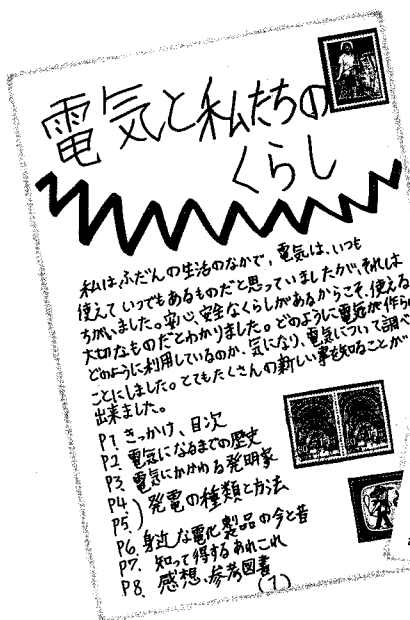 電気と私たちの
くらし
私は、ふだんの生活のなかで、電気は、いつも
使えていつでもあるものだと思っていましたが、それは
ちがいました。安心、安全なくらしがあるからこそ、使える
大切なものだとわかりました。どのように電気が作ら
どのように利用しているのか、気になり、電気について調べ
ことにしました。とてもたくさんの新しい事を知ることが
出来ました。
P1. きっかけ、目次
P2. 電気になるまでの歴史
P3. 電気にかかわる発明家
P4.
P5. ) 発電の種類と方法
P6. 身近な電化製品の今と昔
P7. 知って得するあれこれ
P8. 感想、参考図書
(1)